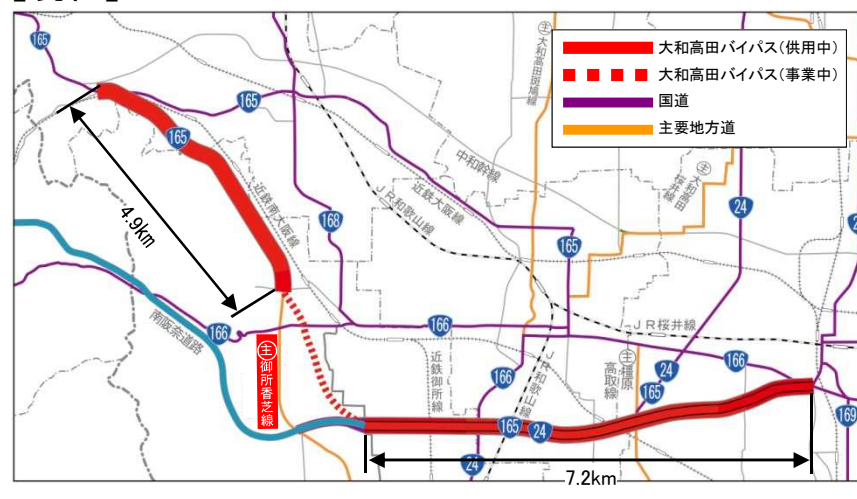 大和高田バイパス(供用中)
大和高田バイパス(事業中)
国道
主要地方道
165
168
165
165
主
大和高田斑鳩線
中和幹線
近鉄大阪線
JR和歌山線
近鉄南大阪線
主
大和高田
桜井線
24
168
165
4.9km
南阪奈道路
166
166
JR桜井線
主
御所香芝線
近鉄
御所線
166
JR和歌山線
主
橿原
高取線
24
165
166
169
165
24
24
7.2km